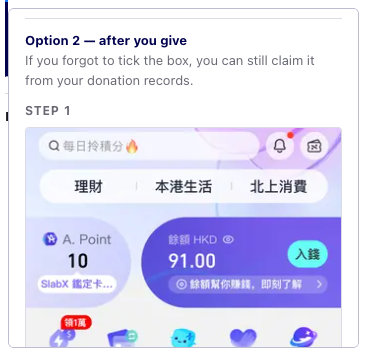 Option 2 — after you give
If you forgot to tick the box, you can still claim it
from your donation records.
STEP 1
每日拎積分🔥
理財
本港生活
北上消費
A. Point
10
SlabX 鑑定卡...
餘額 HKD
91.00
入錢
餘額幫你賺錢，即刻了解
領1萬